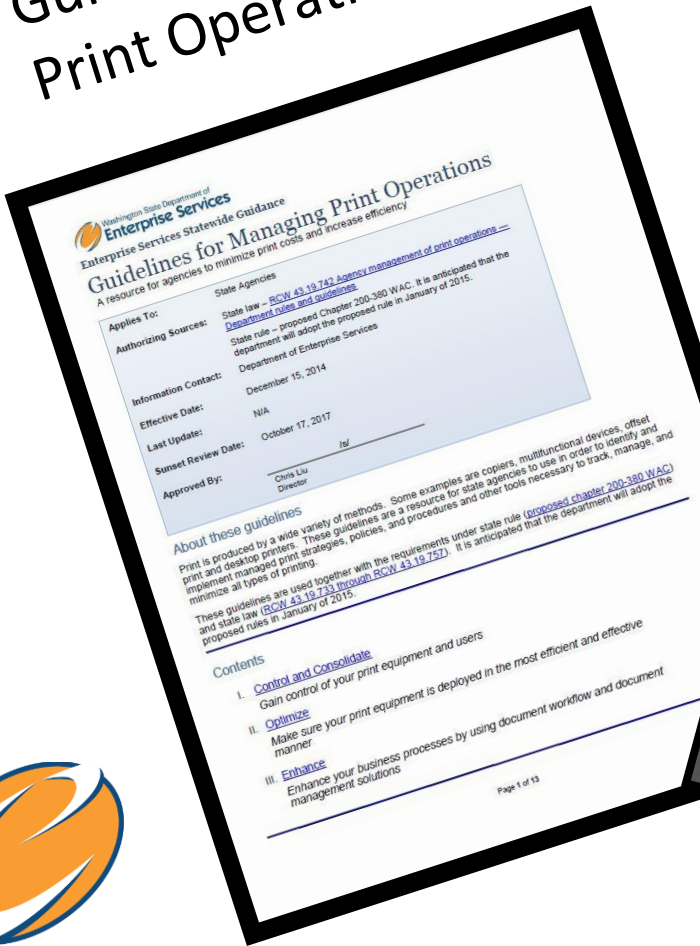 Print Operati
Washington State Department of
Enterprise Services
Enterprise Services Statewide Guidance
Guidelines for Managing Print Operations
A resource for agencies to minimize print costs and increase efficiency
Applies To:
State Agencies
Authorizing Sources:
State law – RCW 43.19.742 Agency management of print operations —
Department rules and guidelines
State rule – proposed Chapter 200-380 WAC. It is anticipated that the
department will adopt the proposed rule in January of 2015.
Information Contact:
Department of Enterprise Services
Effective Date:
December 15, 2014
Last Update:
N/A
Sunset Review Date:
October 17, 2017
Approved By:
/s/
Chris Liu
Director
About these guidelines
Print is produced by a wide variety of methods. Some examples are copiers, multifunctional devices, offset
print and desktop printers. These guidelines are a resource for state agencies to use in order to identify and
implement managed print strategies, policies, and procedures and other tools necessary to track, manage, and
minimize all types of printing.
These guidelines are used together with the requirements under state rule (proposed chapter 200-380 WAC)
and state law (RCW 43.19.733 through RCW 43.19.757). It is anticipated that the department will adopt the
proposed rules in January of 2015.
Contents
I. Control and Consolidate
Gain control of your print equipment and users
II. Optimize
Make sure your print equipment is deployed in the most efficient and effective
manner
III. Enhance
Enhance your business processes by using document workflow and document
management solutions
Page 1 of 13